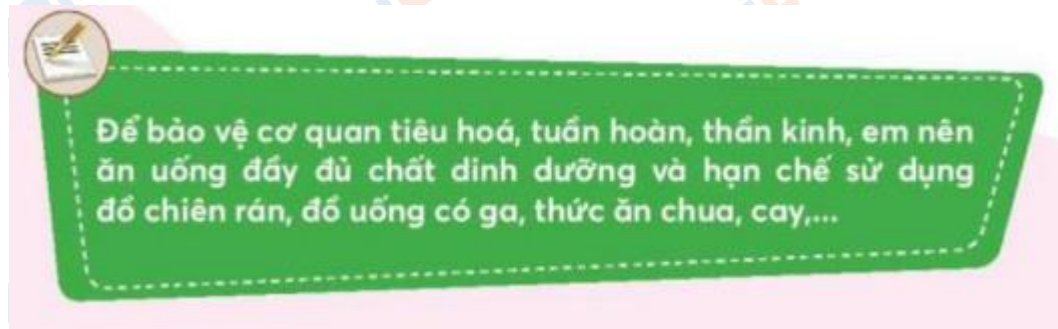 Để bảo vệ cơ quan tiêu hoá, tuần hoàn, thần kinh, em nên
ăn uống đầy đủ chất dinh dưỡng và hạn chế sử dụng
đồ chiên rán, đồ uống có ga, thức ăn chua, cay,...